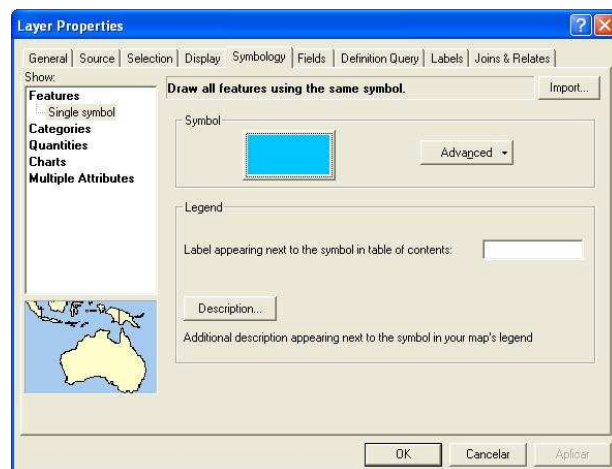 Layer Properties
General Source Selection Display Symbology Fields Definition Query Labels Joins & Relates
Show:
Features
Single symbol
Categories
Quantities
Charts
Multiple Attributes
Draw all features using the same symbol.
Import...
Symbol
Advanced
Legend
Label appearing next to the symbol in table of contents:
Description...
Additional description appearing next to the symbol in your map's legend
OK Cancelar Aplicar